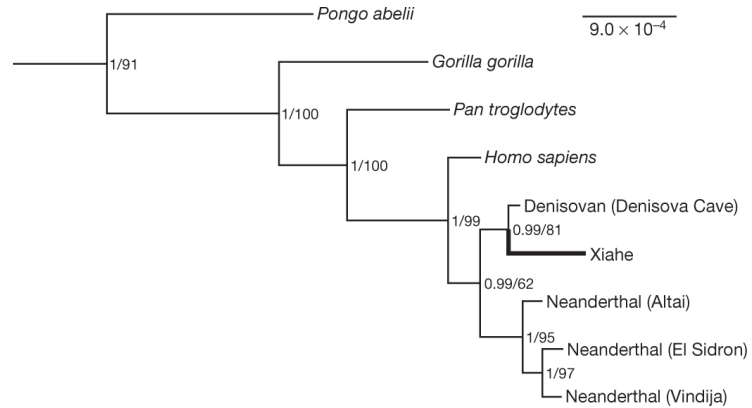 Pongo abelii
9.0 × 10⁻⁴
Gorilla gorilla
1/91
Pan troglodytes
1/100
Homo sapiens
1/100
Denisovan (Denisova Cave)
1/99
0.99/81
Xiahe
0.99/62
Neanderthal (Altai)
1/95
Neanderthal (El Sidron)
1/97
Neanderthal (Vindija)